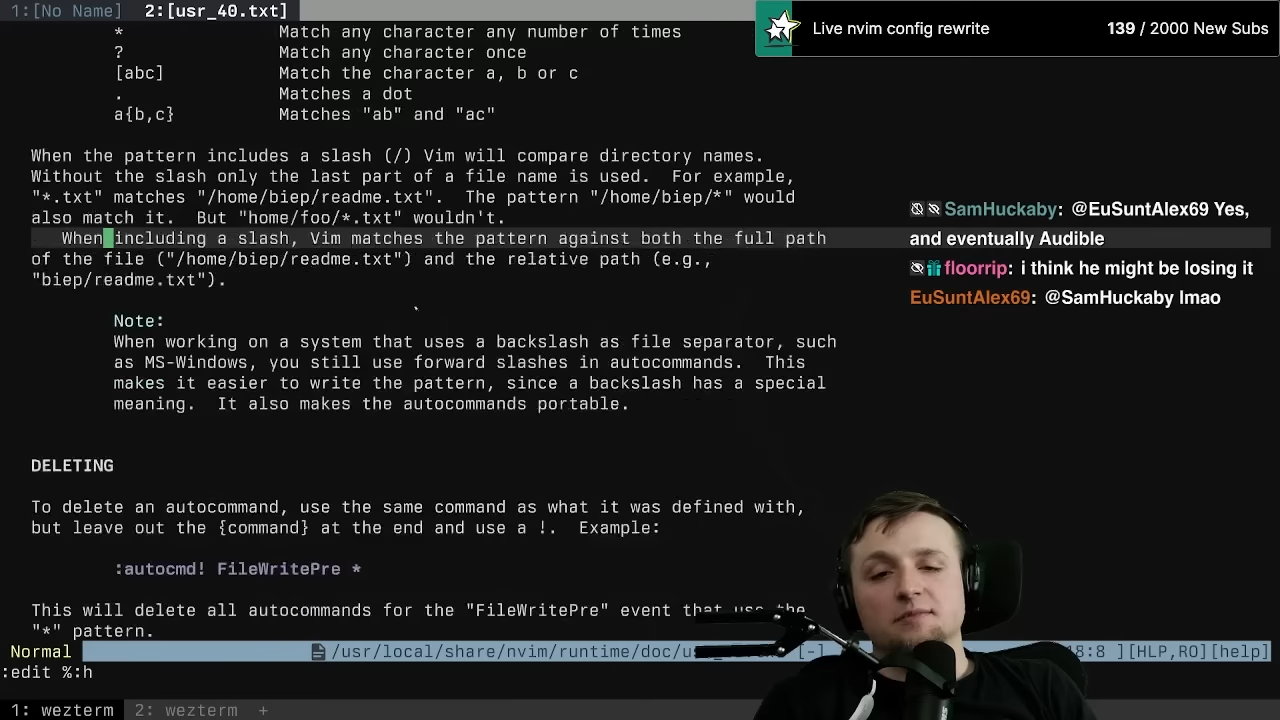 1:[No Name]  2:[usr_40.txt]
Live nvim config rewrite 139 / 2000 New Subs
* Match any character any number of times
? Match any character once
[abc] Match the character a, b or c
. Matches a dot
a{b,c} Matches "ab" and "ac"
When the pattern includes a slash (/) Vim will compare directory names.
Without the slash only the last part of a file name is used.  For example,
"*.txt" matches "/home/biep/readme.txt".  The pattern "/home/biep/*" would
also match it.  But "home/foo/*.txt" wouldn't.
When including a slash, Vim matches the pattern against both the full path
of the file ("/home/biep/readme.txt") and the relative path (e.g.,
"biep/readme.txt").
SamHuckaby: @EuSuntAlex69 Yes,
and eventually Audible
floorrip: i think he might be losing it
EuSuntAlex69: @SamHuckaby lmao
Note:
When working on a system that uses a backslash as file separator, such
as MS-Windows, you still use forward slashes in autocommands.  This
makes it easier to write the pattern, since a backslash has a special
meaning.  It also makes the autocommands portable.
DELETING
To delete an autocommand, use the same command as what it was defined with,
but leave out the {command} at the end and use a !.  Example:
:autocmd! FileWritePre *
This will delete all autocommands for the "FileWritePre" event that use the
"*" pattern.
Normal /usr/local/share/nvim/runtime/doc/ [-] 18:8 ][HLP,RO][help]
:edit %:h
1: wezterm  2: wezterm  +